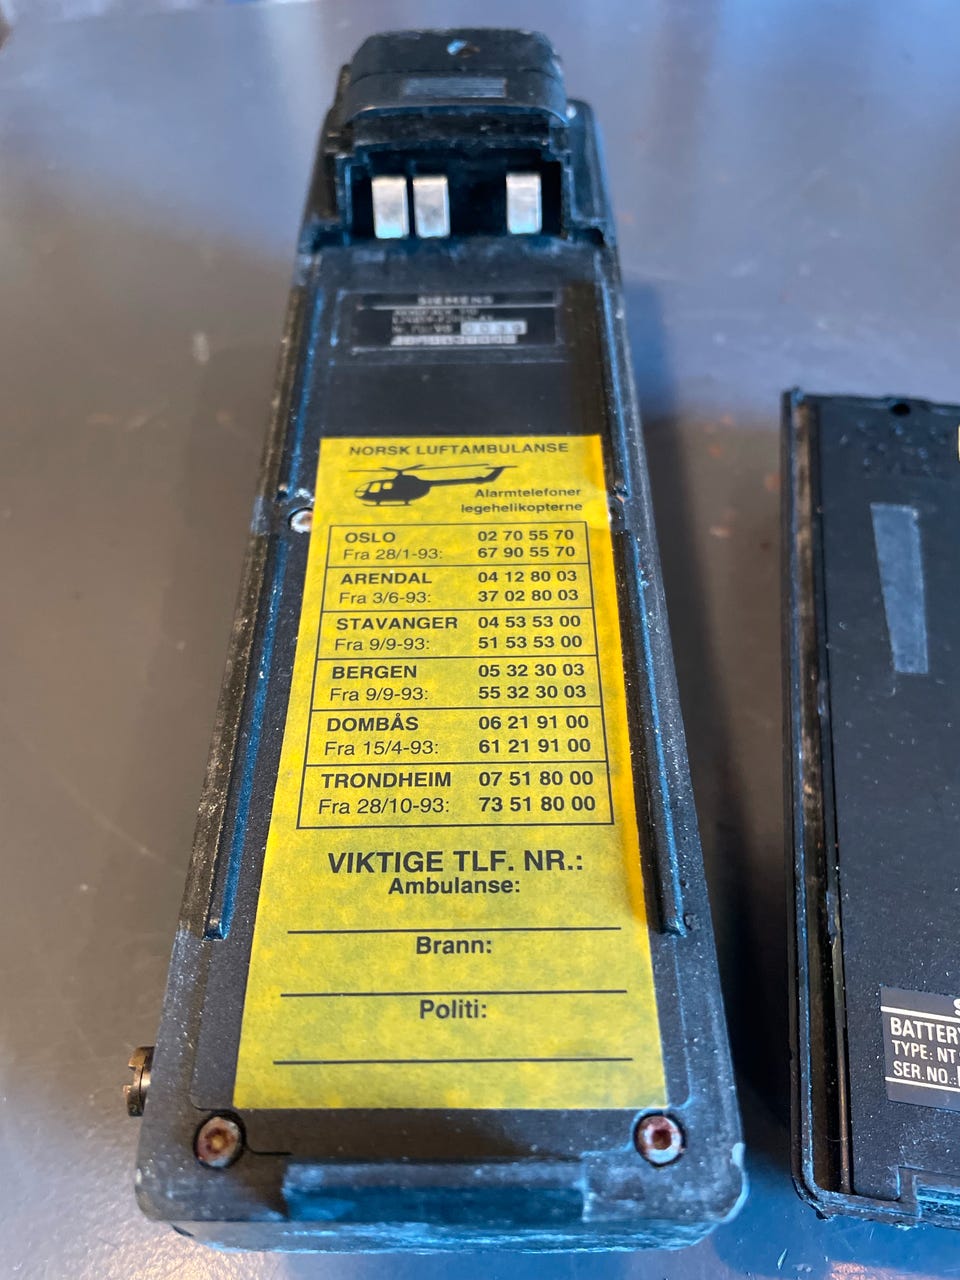 SIEMENS
0039
NORSK LUFTAMBULANSE
Alarmtelefoner
legehelikopterne
OSLO 02 70 55 70
Fra 28/1-93: 67 90 55 70
ARENDAL 04 12 80 03
Fra 3/6-93: 37 02 80 03
STAVANGER 04 53 53 00
Fra 9/9-93: 51 53 53 00
BERGEN 05 32 30 03
Fra 9/9-93: 55 32 30 03
DOMBÅS 06 21 91 00
Fra 15/4-93: 61 21 91 00
TRONDHEIM 07 51 80 00
Fra 28/10-93: 73 51 80 00
VIKTIGE TLF. NR.:
Ambulanse:
Brann:
Politi:
BATTERY
TYPE: NT
SER. NO.: